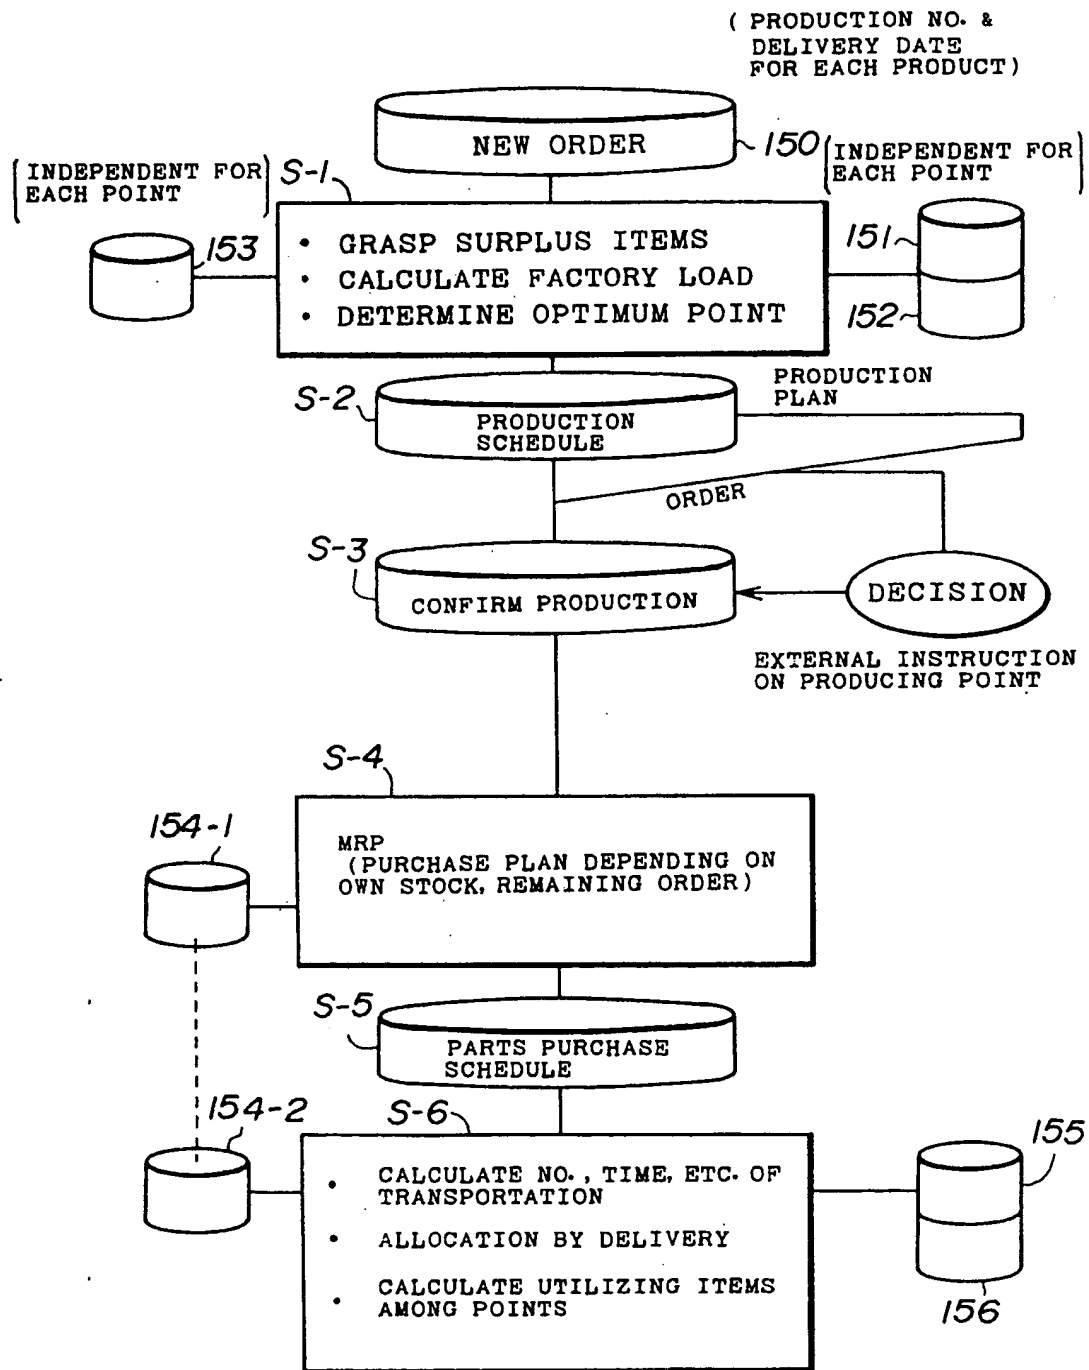 ( PRODUCTION NO. &
DELIVERY DATE
FOR EACH PRODUCT)
NEW ORDER
150
(INDEPENDENT FOR
EACH POINT)
S-1
(INDEPENDENT FOR
EACH POINT)
153
• GRASP SURPLUS ITEMS
• CALCULATE FACTORY LOAD
• DETERMINE OPTIMUM POINT
151
152
S-2
PRODUCTION
SCHEDULE
PRODUCTION
PLAN
ORDER
S-3
CONFIRM PRODUCTION
DECISION
EXTERNAL INSTRUCTION
ON PRODUCING POINT
S-4
154-1
MRP
(PURCHASE PLAN DEPENDING ON
OWN STOCK, REMAINING ORDER)
S-5
PARTS PURCHASE
SCHEDULE
154-2
S-6
155
• CALCULATE NO., TIME, ETC. OF
TRANSPORTATION
• ALLOCATION BY DELIVERY
• CALCULATE UTILIZING ITEMS
AMONG POINTS
156